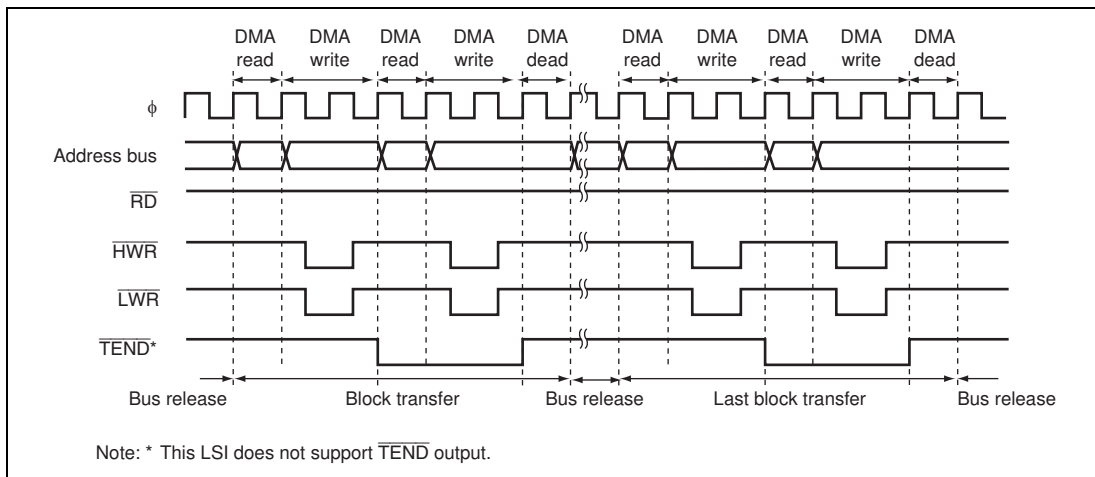 DMA DMA DMA DMA DMA DMA DMA DMA DMA DMA
read write read write dead read write read write dead
ϕ
Address bus
RD
HWR
LWR
TEND*
Bus release Block transfer Bus release Last block transfer Bus release
Note: * This LSI does not support TEND output.